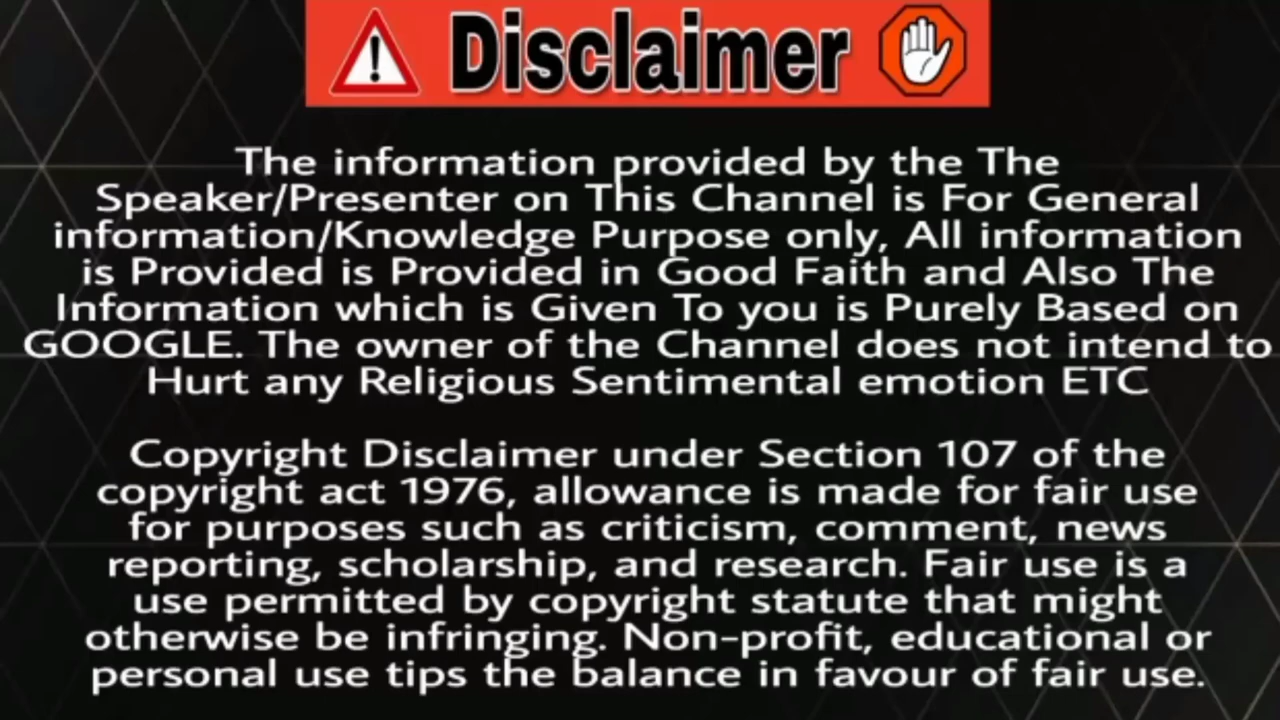 Disclaimer
The information provided by the The
Speaker/Presenter on This Channel is For General
information/Knowledge Purpose only, All information
is Provided is Provided in Good Faith and Also The
Information which is Given To you is Purely Based on
GOOGLE. The owner of the Channel does not intend to
Hurt any Religious Sentimental emotion ETC
Copyright Disclaimer under Section 107 of the
copyright act 1976, allowance is made for fair use
for purposes such as criticism, comment, news
reporting, scholarship, and research. Fair use is a
use permitted by copyright statute that might
otherwise be infringing. Non-profit, educational or
personal use tips the balance in favour of fair use.